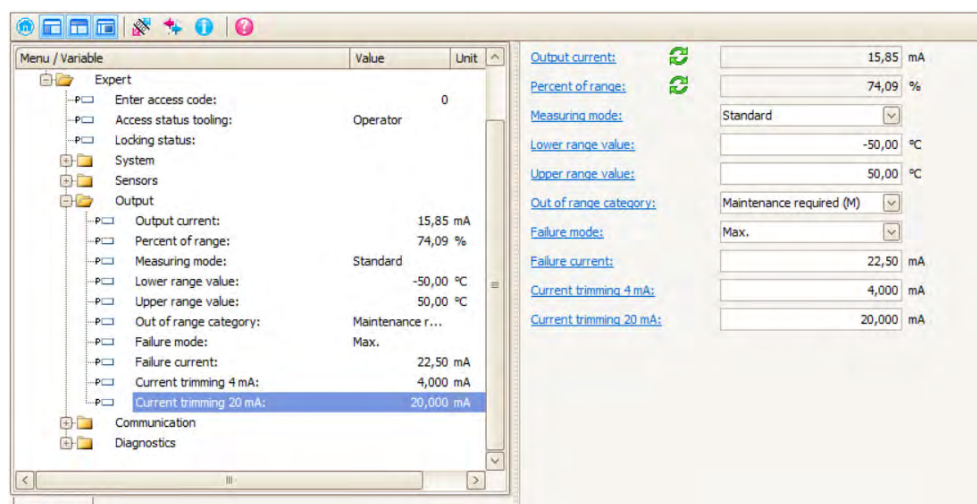 Menu / Variable Value Unit
Expert
Enter access code: 0
Access status tooling: Operator
Locking status:
System
Sensors
Output
Output current: 15,85 mA
Percent of range: 74,09 %
Measuring mode: Standard
Lower range value: -50,00 ºC
Upper range value: 50,00 ºC
Out of range category: Maintenance r...
Failure mode: Max.
Failure current: 22,50 mA
Current trimming 4 mA: 4,000 mA
Current trimming 20 mA: 20,000 mA
Communication
Diagnostics
Output current: 15,85 mA
Percent of range: 74,09 %
Measuring mode: Standard
Lower range value: -50,00 ºC
Upper range value: 50,00 ºC
Out of range category: Maintenance required (M)
Failure mode: Max.
Failure current: 22,50 mA
Current trimming 4 mA: 4,000 mA
Current trimming 20 mA: 20,000 mA